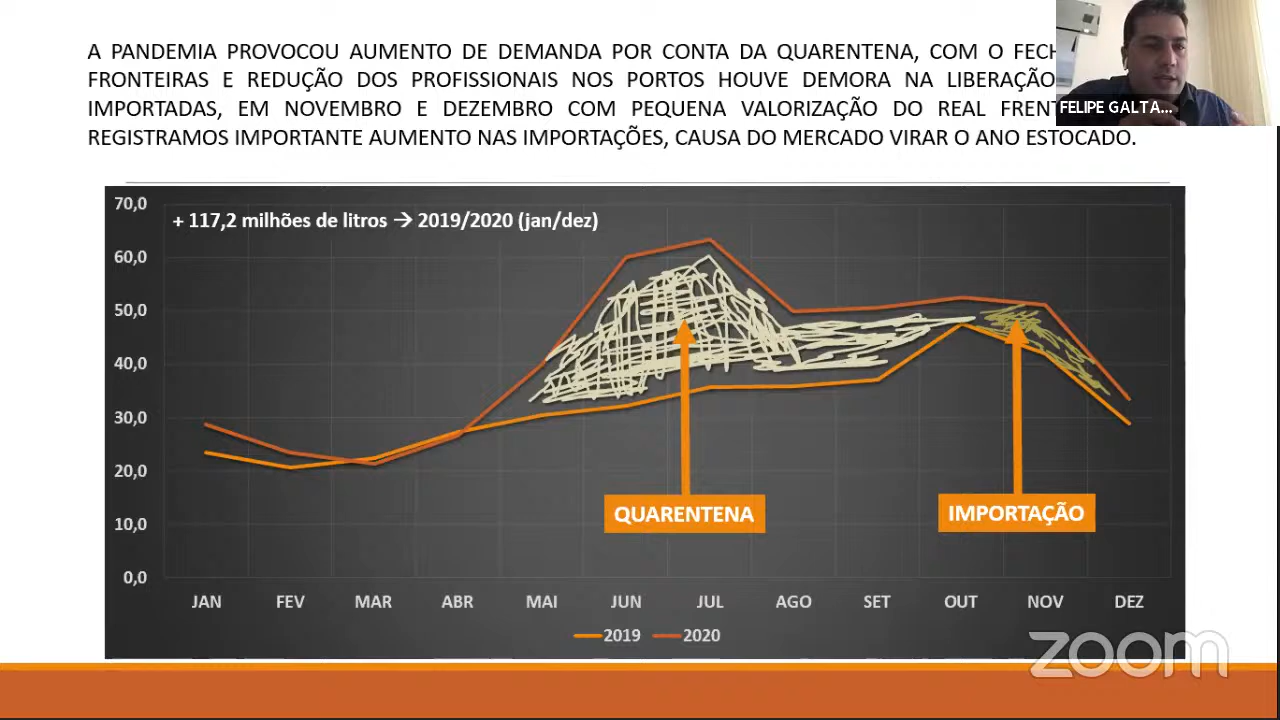 A PANDEMIA PROVOCOU AUMENTO DE DEMANDA POR CONTA DA QUARENTENA, COM O
FRONTEIRAS E REDUÇÃO DOS PROFISSIONAIS NOS PORTOS HOUVE DEMORA NA LIBERAÇÃO
IMPORTADAS, EM NOVEMBRO E DEZEMBRO COM PEQUENA VALORIZAÇÃO DO REAL
REGISTRAMOS IMPORTANTE AUMENTO NAS IMPORTAÇÕES, CAUSA DO MERCADO VIRAR O ANO ESTOCADO.
FELIPE GALTA...
+ 117,2 milhões de litros → 2019/2020 (jan/dez)
70,0
60,0
50,0
40,0
30,0
20,0
10,0
0,0
QUARENTENA
IMPORTAÇÃO
JAN FEV MAR ABR MAI JUN JUL AGO SET OUT NOV DEZ
2019 2020
zoom